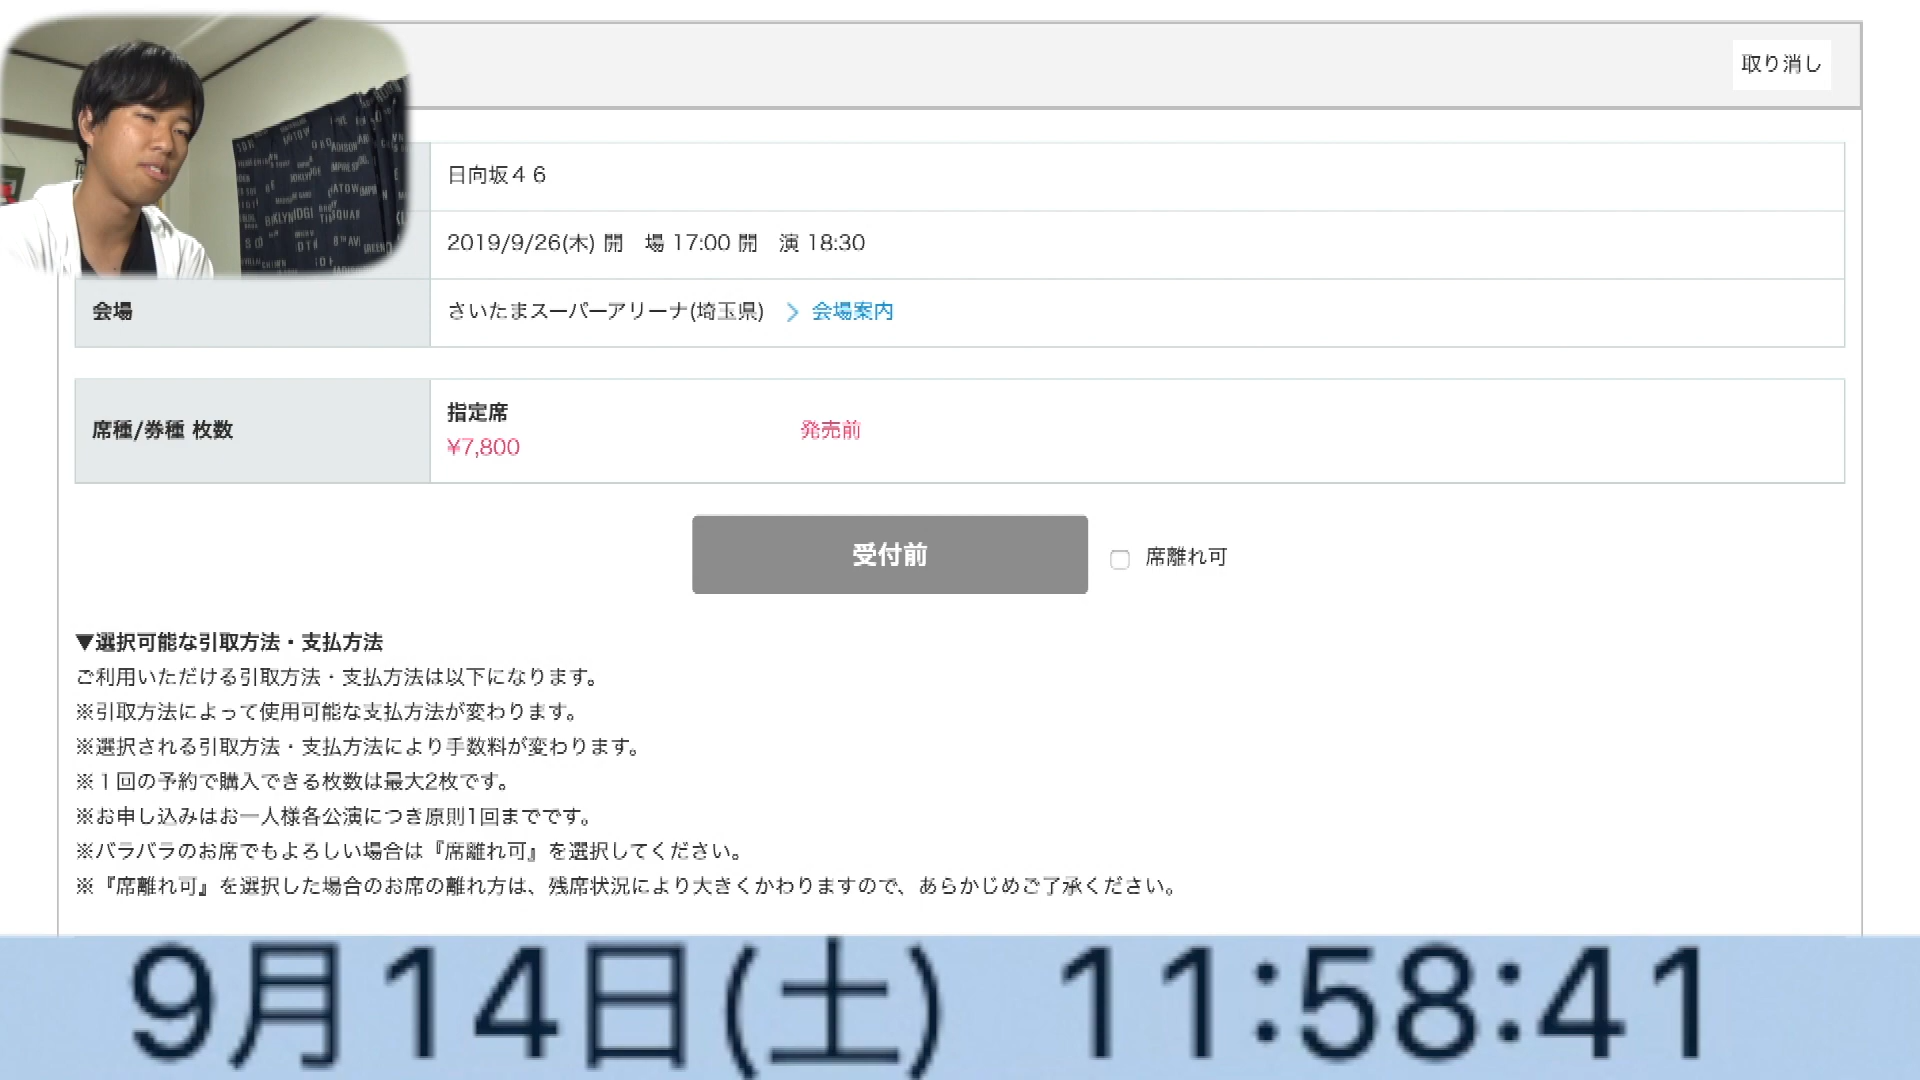 取り消し
日向坂４６
2019/9/26(木) 開　場 17:00 開　演 18:30
会場
さいたまスーパーアリーナ(埼玉県)
会場案内
席種/券種 枚数
指定席
¥7,800
発売前
受付前
席離れ可
▼選択可能な引取方法・支払方法
ご利用いただける引取方法・支払方法は以下になります。
※引取方法によって使用可能な支払方法が変わります。
※選択される引取方法・支払方法により手数料が変わります。
※１回の予約で購入できる枚数は最大2枚です。
※お申し込みはお一人様各公演につき原則1回までです。
※バラバラのお席でもよろしい場合は『席離れ可』を選択してください。
※『席離れ可』を選択した場合のお席の離れ方は、残席状況により大きくかわりますので、あらかじめご了承ください。
9月14日(土) 11:58:41